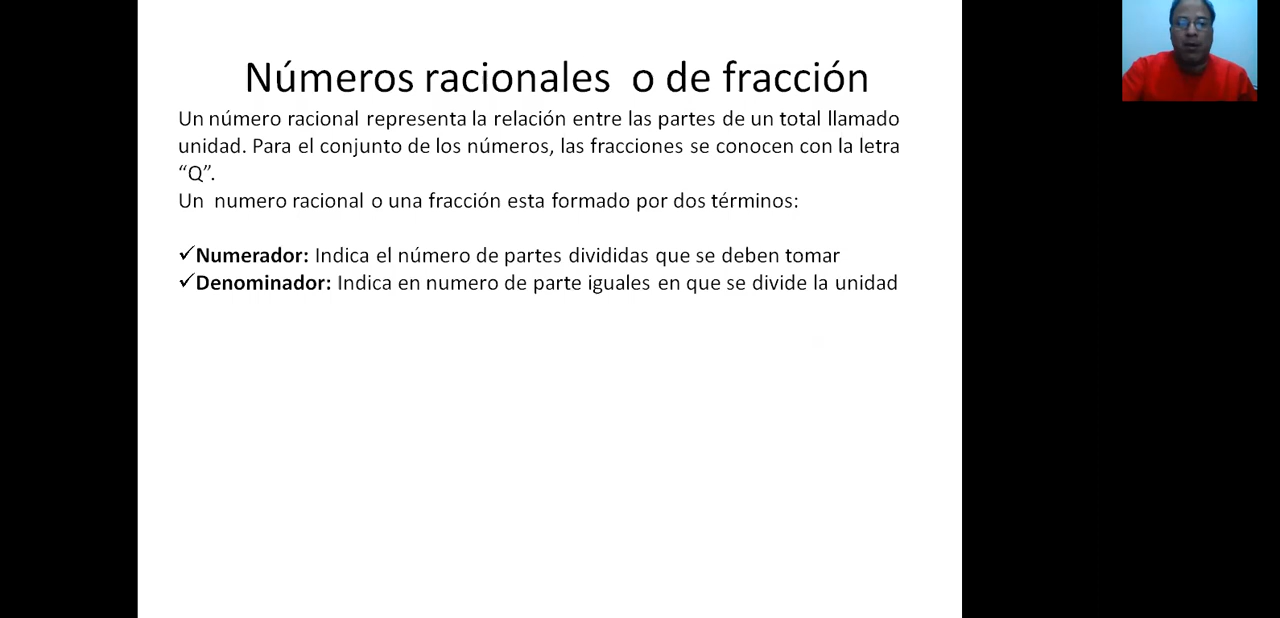 Números racionales o de fracción
Un número racional representa la relación entre las partes de un total llamado
unidad. Para el conjunto de los números, las fracciones se conocen con la letra
“Q”.
Un numero racional o una fracción esta formado por dos términos:
✓Numerador: Indica el número de partes divididas que se deben tomar
✓Denominador: Indica en numero de parte iguales en que se divide la unidad